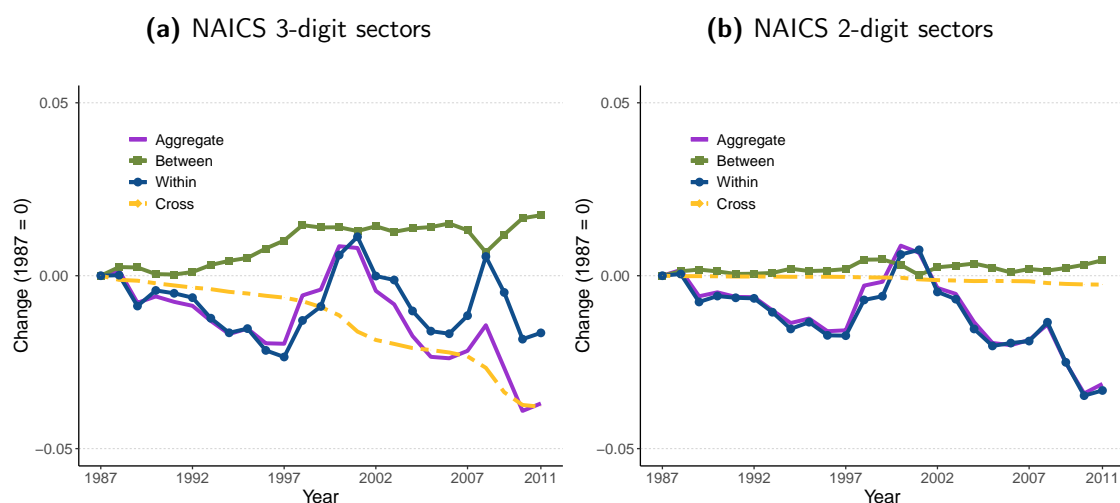 (a) NAICS 3-digit sectors
0.05
0.00
−0.05
Change (1987 = 0)
Aggregate
Between
Within
Cross
1987 1992 1997 2002 2007 2011
Year
(b) NAICS 2-digit sectors
0.05
0.00
−0.05
Change (1987 = 0)
Aggregate
Between
Within
Cross
1987 1992 1997 2002 2007 2011
Year